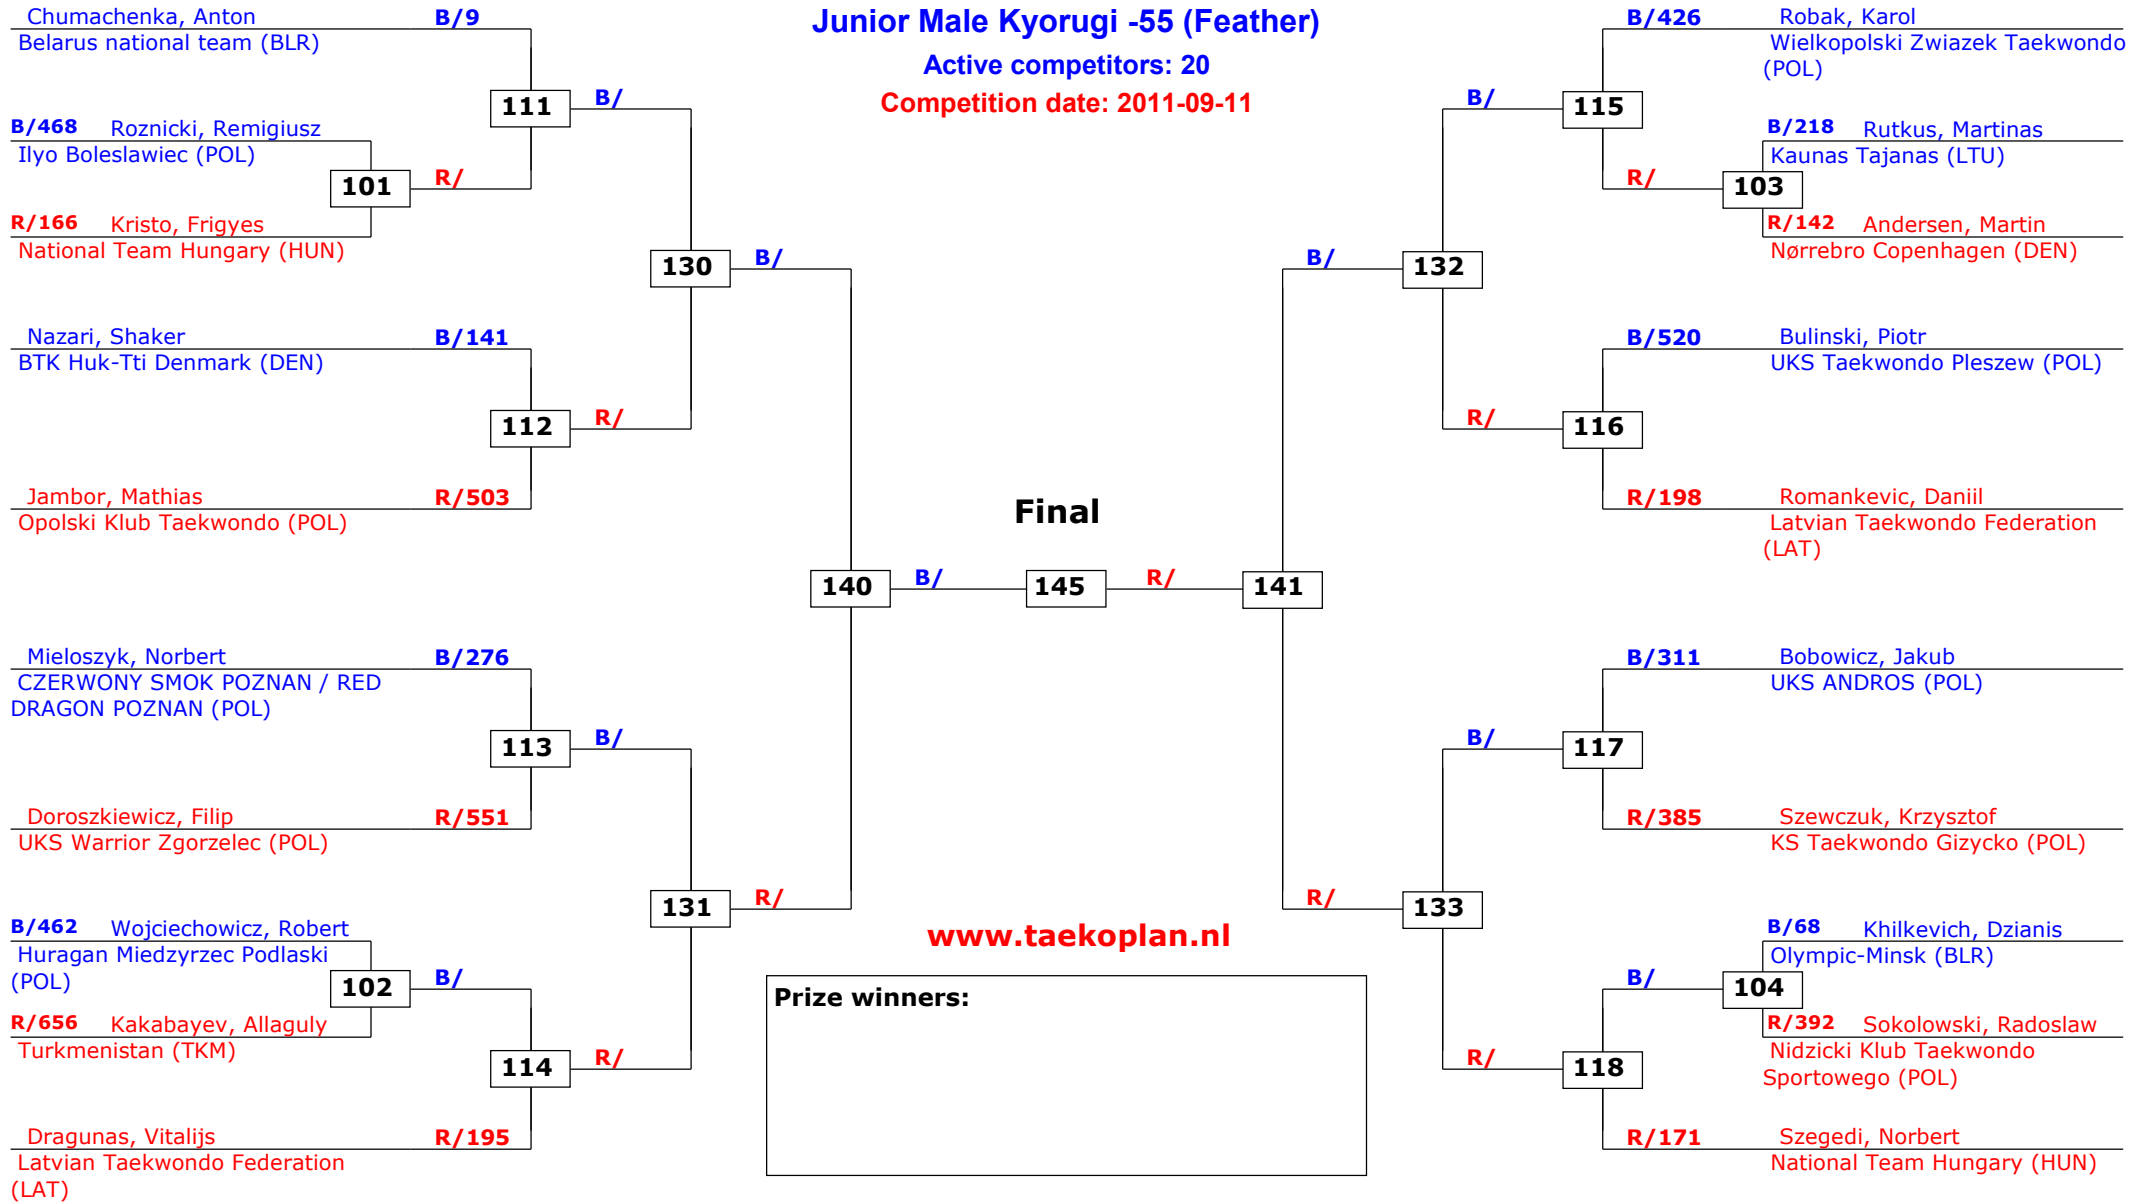 Junior Male Kyorugi -55 (Feather)
Active competitors: 20
Competition date: 2011-09-11
Chumachenka, Anton B/9
Belarus national team (BLR)
111
B/
B/468 Roznicki, Remigiusz
Ilyo Boleslawiec (POL)
101
R/
R/166 Kristo, Frigyes
National Team Hungary (HUN)
130
B/
Nazari, Shaker B/141
BTK Huk-Tti Denmark (DEN)
112
R/
Jambor, Mathias R/503
Opolski Klub Taekwondo (POL)
140
B/
Mieloszyk, Norbert B/276
CZERWONY SMOK POZNAN / RED
DRAGON POZNAN (POL)
113
B/
Doroszkiewicz, Filip R/551
UKS Warrior Zgorzelec (POL)
131
R/
B/462 Wojciechowicz, Robert
Huragan Miedzyrzec Podlaski
(POL)
102
B/
R/656 Kakabayev, Allaguly
Turkmenistan (TKM)
114
R/
Dragunas, Vitalijs R/195
Latvian Taekwondo Federation
(LAT)
Final
145
R/
141
B/426 Robak, Karol
Wielkopolski Zwiazek Taekwondo
(POL)
B/
115
B/218 Rutkus, Martinas
Kaunas Tajanas (LTU)
R/
103
R/142 Andersen, Martin
Nørrebro Copenhagen (DEN)
B/
132
B/520 Bulinski, Piotr
UKS Taekwondo Pleszew (POL)
R/
116
R/198 Romankevic, Daniil
Latvian Taekwondo Federation
(LAT)
B/311 Bobowicz, Jakub
UKS ANDROS (POL)
B/
117
R/385 Szewczuk, Krzysztof
KS Taekwondo Gizycko (POL)
R/
133
B/68 Khilkevich, Dzianis
Olympic-Minsk (BLR)
B/
104
R/392 Sokolowski, Radoslaw
Nidzicki Klub Taekwondo
Sportowego (POL)
R/
118
R/171 Szegedi, Norbert
National Team Hungary (HUN)
www.taekoplan.nl
Prize winners: